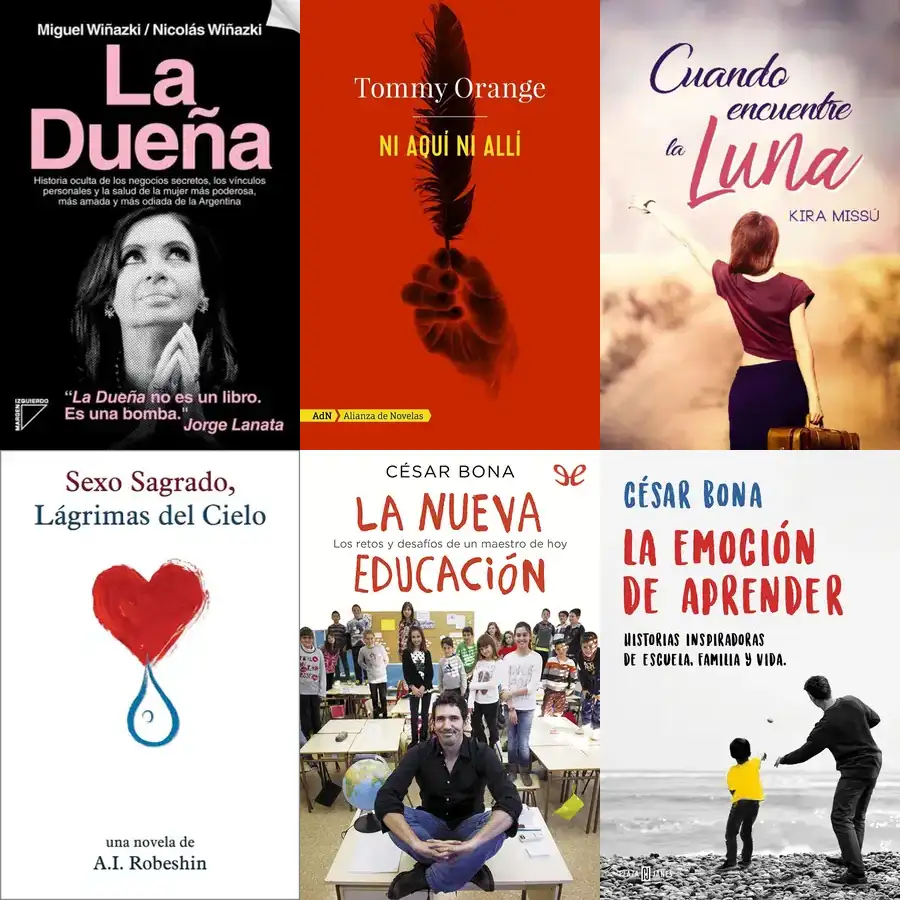 Miguel Wiñazki / Nicolás Wiñazki
La
Dueña
Historia oculta de los negocios secretos, los vínculos
personales y la salud de la mujer más poderosa,
más amada y más odiada de la Argentina
"La Dueña no es un libro.
Es una bomba."
Jorge Lanata
MARGEN IZQUIERDO
Tommy Orange
NI AQUÍ NI ALLÍ
AdN Alianza de Novelas
Cuando
encuentre
la Luna
KIRA MISSÚ
Sexo Sagrado,
Lágrimas del Cielo
una novela de
A.I. Robeshin
CÉSAR BONA
LA NUEVA
Los retos y desafíos de un maestro de hoy
EDUCACIÓN
CÉSAR BONA
LA EMOCIÓN
DE APRENDER
HISTORIAS INSPIRADORAS
DE ESCUELA, FAMILIA Y VIDA.
PLAZA JANÉS